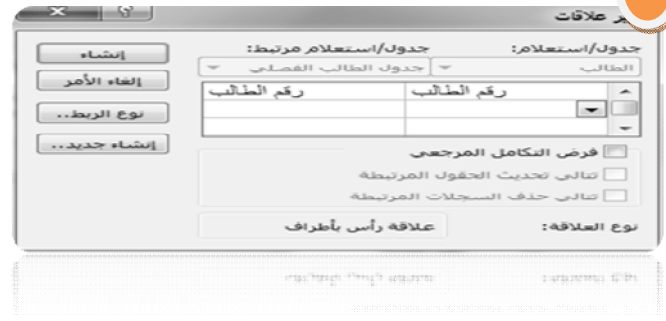 علاقات
جدول/استعلام: جدول/استعلام مرتبط:
الطالب جدول الطالب الفصلي
رقم الطالب رقم الطالب
فرض التكامل المرجعي
تتالي تحديث الحقول المرتبطة
تتالي حذف السجلات المرتبطة
نوع العلاقة: علاقة رأس بأطراف
إنشاء
إلغاء الأمر
نوع الربط..
إنشاء جديد..